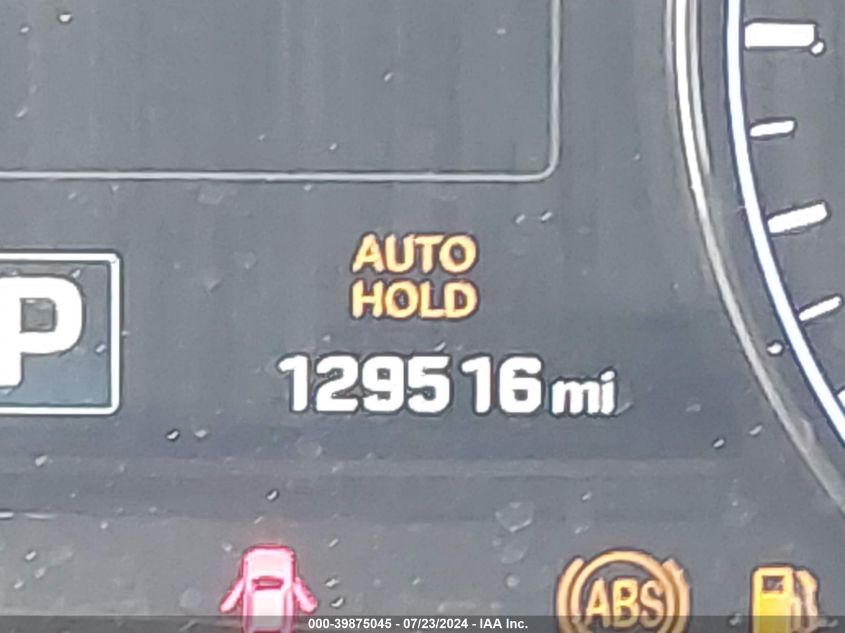 AUTO
HOLD
P
129516 mi
ABS
000-39875045 - 07/23/2024 - IAA Inc.